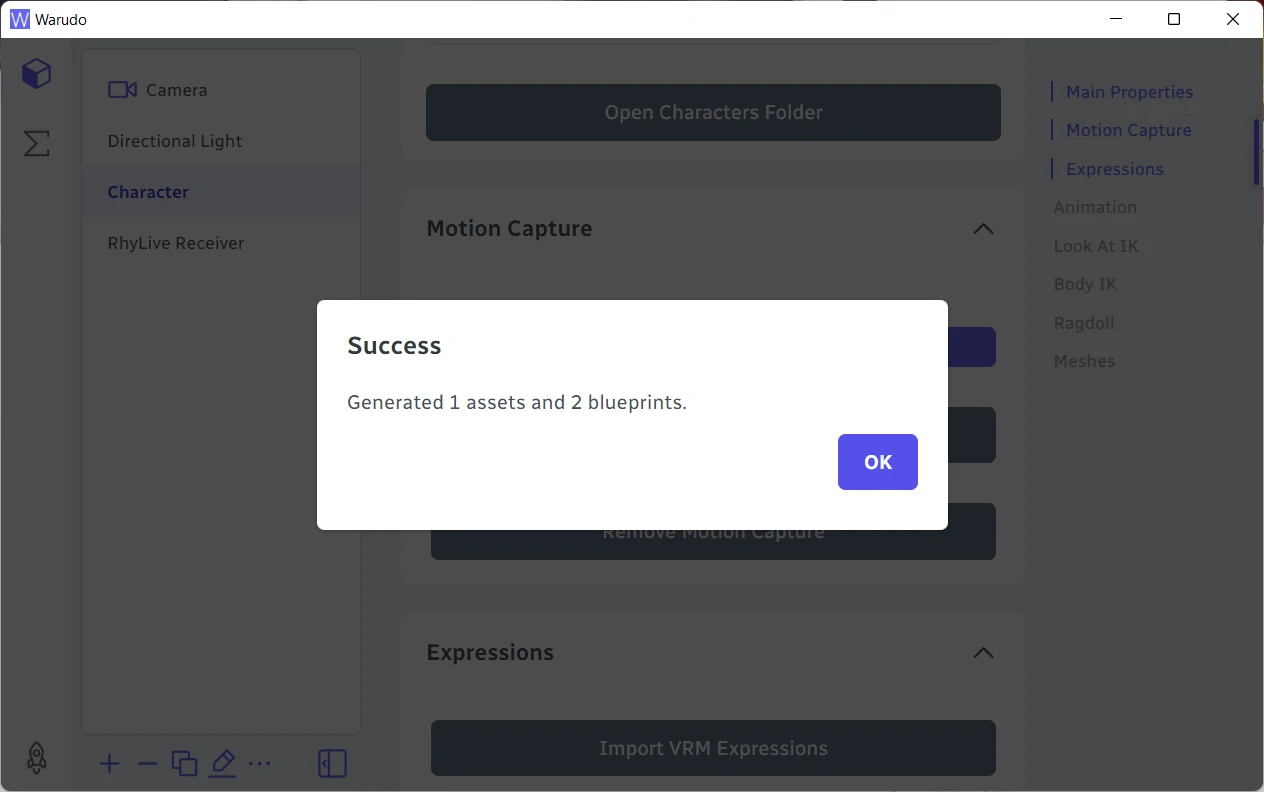 Warudo
Camera
Directional Light
Character
RhyLive Receiver
Open Characters Folder
Motion Capture
Success
Generated 1 assets and 2 blueprints.
OK
Remove Motion Capture
Expressions
Import VRM Expressions
Main Properties
Motion Capture
Expressions
Animation
Look At IK
Body IK
Ragdoll
Meshes